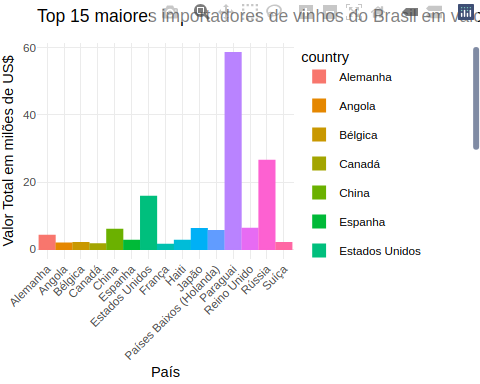 Top 15 maiores importadores de vinhos do Brasil em valo
Valor Total em milões de US$
60
40
20
0
Alemanha
Angola
Bélgica
Canadá
China
Espanha
Estados Unidos
França
Haiti
Japão
Países Baixos (Holanda)
Paraguai
Reino Unido
Rússia
Suíça
País
country
Alemanha
Angola
Bélgica
Canadá
China
Espanha
Estados Unidos